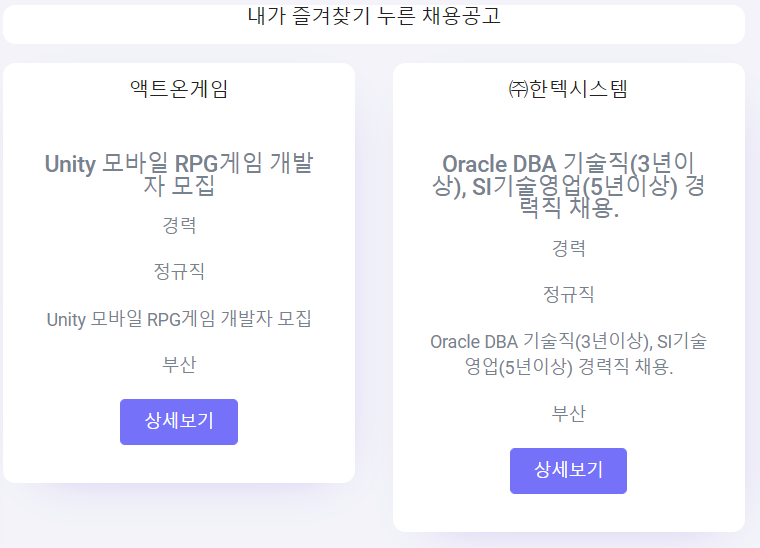 내가 즐겨찾기 누른 채용공고
액트온게임
Unity 모바일 RPG게임 개발
자 모집
경력
정규직
Unity 모바일 RPG게임 개발자 모집
부산
상세보기
㈜한텍시스템
Oracle DBA 기술직(3년이
상), SI기술영업(5년이상) 경
력직 채용.
경력
정규직
Oracle DBA 기술직(3년이상), SI기술
영업(5년이상) 경력직 채용.
부산
상세보기